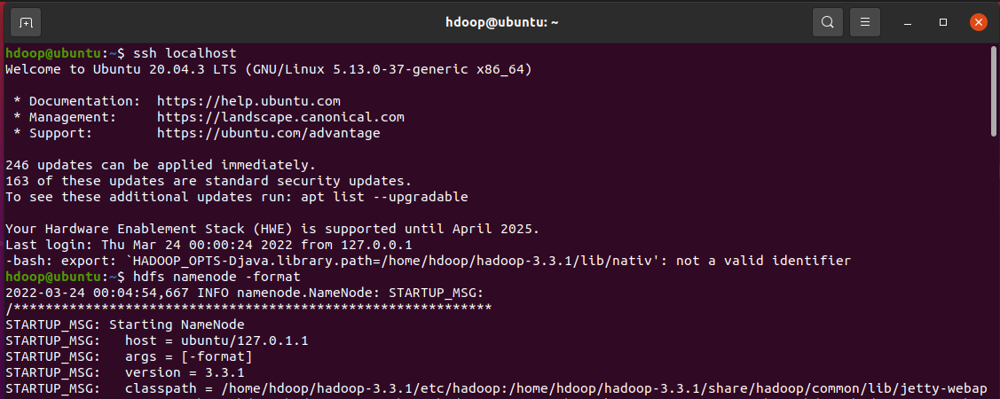 hdoop@ubuntu: ~
hdoop@ubuntu:~$ ssh localhost
Welcome to Ubuntu 20.04.3 LTS (GNU/Linux 5.13.0-37-generic x86_64)
* Documentation:  https://help.ubuntu.com
* Management:     https://landscape.canonical.com
* Support:        https://ubuntu.com/advantage
246 updates can be applied immediately.
163 of these updates are standard security updates.
To see these additional updates run: apt list --upgradable
Your Hardware Enablement Stack (HWE) is supported until April 2025.
Last login: Thu Mar 24 00:00:24 2022 from 127.0.0.1
-bash: export: `HADOOP_OPTS-Djava.library.path=/home/hdoop/hadoop-3.3.1/lib/nativ': not a valid identifier
hdoop@ubuntu:~$ hdfs namenode -format
2022-03-24 00:04:54,667 INFO namenode.NameNode: STARTUP_MSG:
/************************************************************
STARTUP_MSG: Starting NameNode
STARTUP_MSG:   host = ubuntu/127.0.1.1
STARTUP_MSG:   args = [-format]
STARTUP_MSG:   version = 3.3.1
STARTUP_MSG:   classpath = /home/hdoop/hadoop-3.3.1/etc/hadoop:/home/hdoop/hadoop-3.3.1/share/hadoop/common/lib/jetty-webap